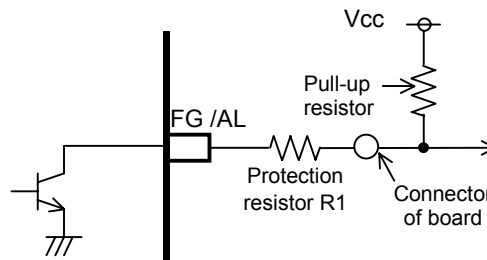 Vcc
Pull-up
resistor
FG /AL
Protection
resistor R1
Connector
of board